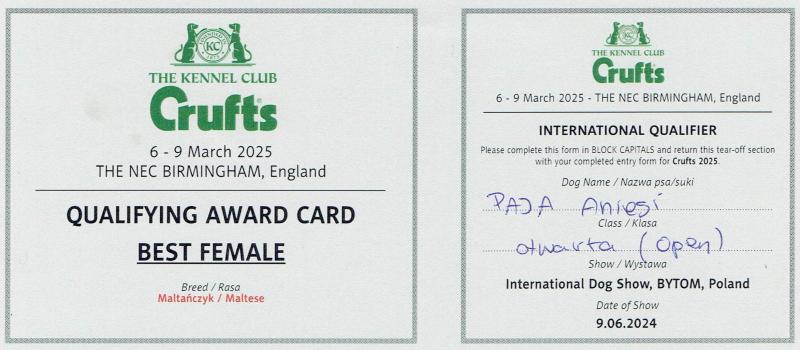 THE KENNEL CLUB
Crufts
6 - 9 March 2025
THE NEC BIRMINGHAM, England
QUALIFYING AWARD CARD
BEST FEMALE
Breed / Rasa
Maltańczyk / Maltese
THE KENNEL CLUB
Crufts
6 - 9 March 2025 - THE NEC BIRMINGHAM, England
INTERNATIONAL QUALIFIER
Please complete this form in BLOCK CAPITALS and return this tear-off section
with your completed entry form for Crufts 2025.
Dog Name / Nazwa psa/suki
PAJA Aniesi
Class / Klasa
otwarta (open)
Show / Wystawa
International Dog Show, BYTOM, Poland
Date of Show
9.06.2024